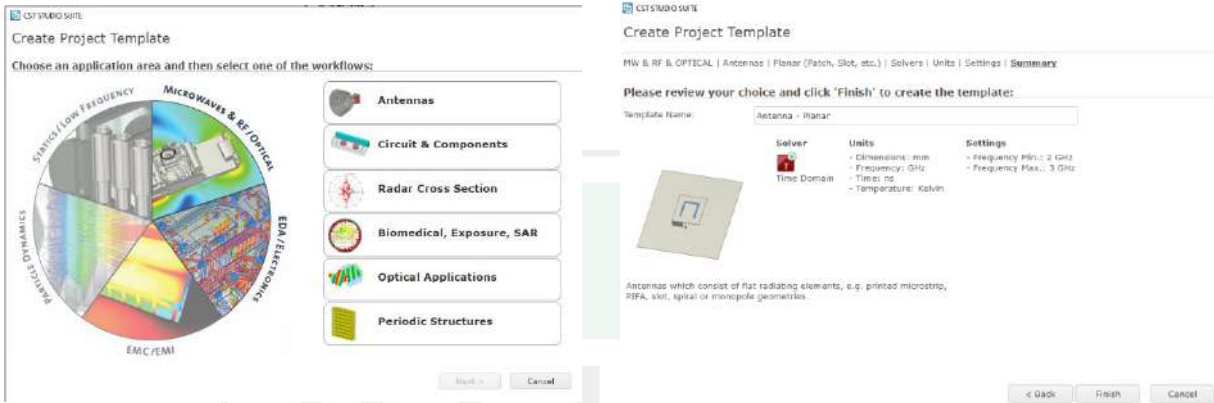 CST STUDIO SUITE
Create Project Template
Choose an application area and then select one of the workflows:
STATICS/LOW FREQUENCY
MICROWAVES & RF/OPTICAL
EDA/ELECTRONICS
EMC/EMI
PARTICLE DYNAMICS
Antennas
Circuit & Components
Radar Cross Section
Biomedical, Exposure, SAR
Optical Applications
Periodic Structures
Next >
Cancel
CST STUDIO SUITE
Create Project Template
MW & RF & OPTICAL | Antennas | Planar (Patch, Slot, etc.) | Solvers | Units | Settings | Summary
Please review your choice and click 'Finish' to create the template:
Template Name: Antenna - Planar
Solver
Time Domain
Units
- Dimensions: mm
- Frequency: GHz
- Time: ns
- Temperature: Kelvin
Settings
- Frequency Min.: 2 GHz
- Frequency Max.: 3 GHz
Antennas which consist of flat radiating elements, e.g. printed microstrip,
PIFA, slot, spiral or monopole geometries.
< Back
Finish
Cancel